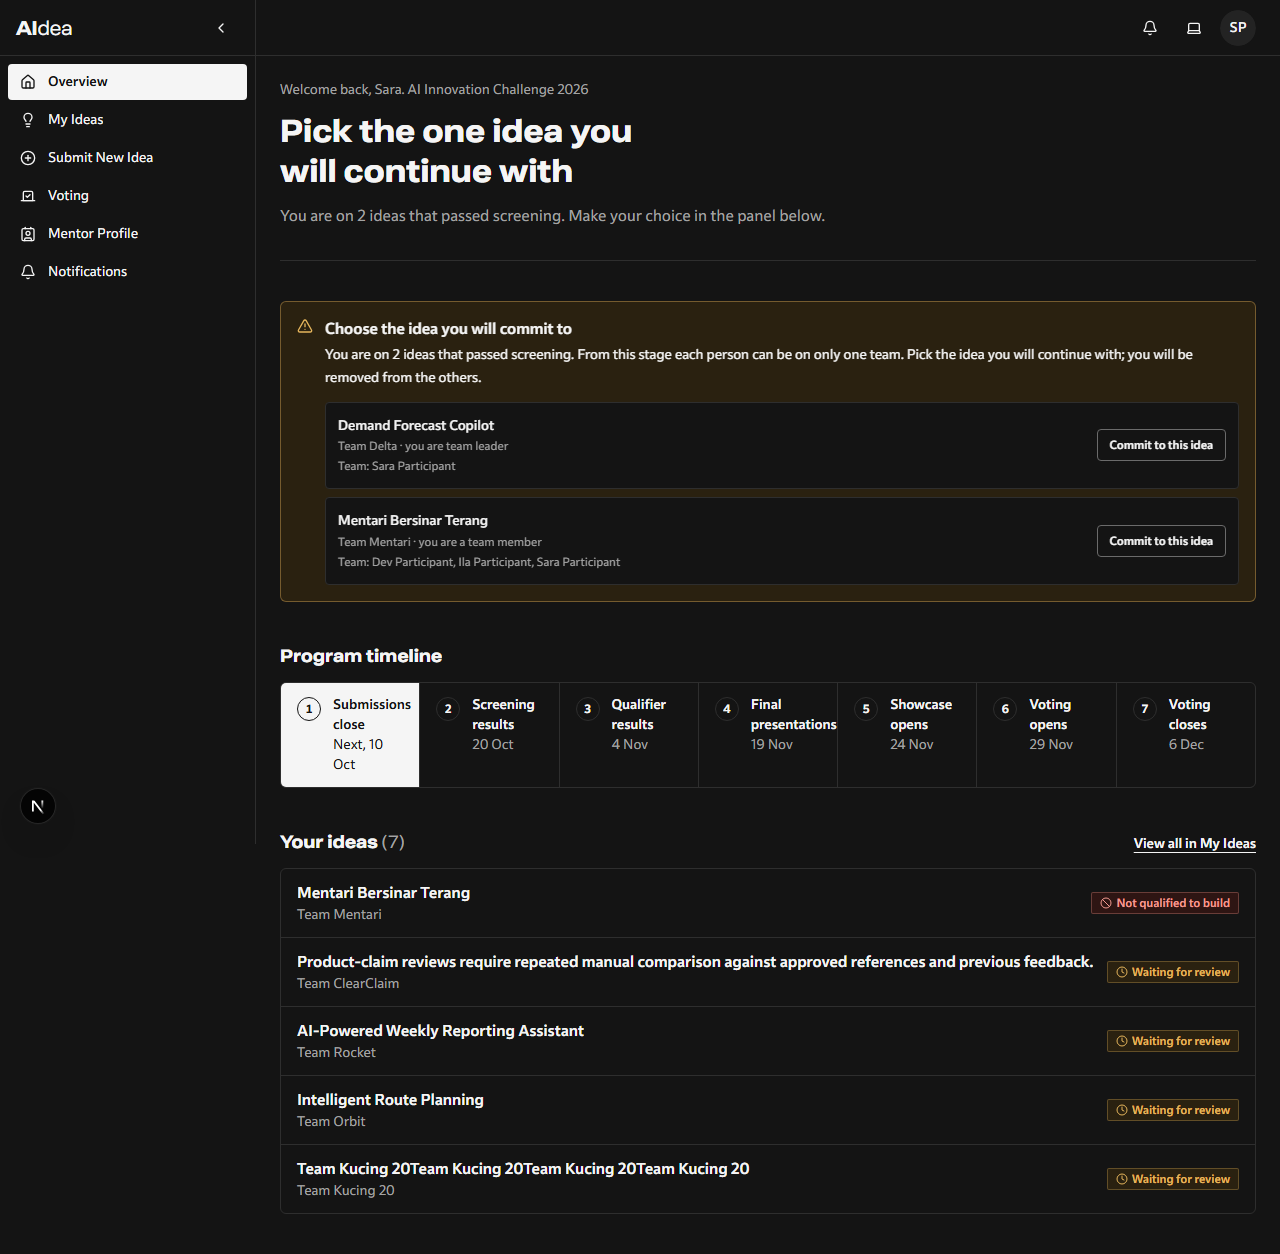 AIdea
SP
Overview
My Ideas
Submit New Idea
Voting
Mentor Profile
Notifications
Welcome back, Sara. AI Innovation Challenge 2026
Pick the one idea you
will continue with
You are on 2 ideas that passed screening. Make your choice in the panel below.
Choose the idea you will commit to
You are on 2 ideas that passed screening. From this stage each person can be on only one team. Pick the idea you will continue with; you will be
removed from the others.
Demand Forecast Copilot
Team Delta · you are team leader
Team: Sara Participant
Commit to this idea
Mentari Bersinar Terang
Team Mentari · you are a team member
Team: Dev Participant, Ila Participant, Sara Participant
Commit to this idea
Program timeline
1
Submissions
close
Next, 10
Oct
2
Screening
results
20 Oct
3
Qualifier
results
4 Nov
4
Final
presentations
19 Nov
5
Showcase
opens
24 Nov
6
Voting
opens
29 Nov
7
Voting
closes
6 Dec
N
Your ideas (7)
View all in My Ideas
Mentari Bersinar Terang
Team Mentari
Not qualified to build
Product-claim reviews require repeated manual comparison against approved references and previous feedback.
Team ClearClaim
Waiting for review
AI-Powered Weekly Reporting Assistant
Team Rocket
Waiting for review
Intelligent Route Planning
Team Orbit
Waiting for review
Team Kucing 20Team Kucing 20Team Kucing 20Team Kucing 20
Team Kucing 20
Waiting for review